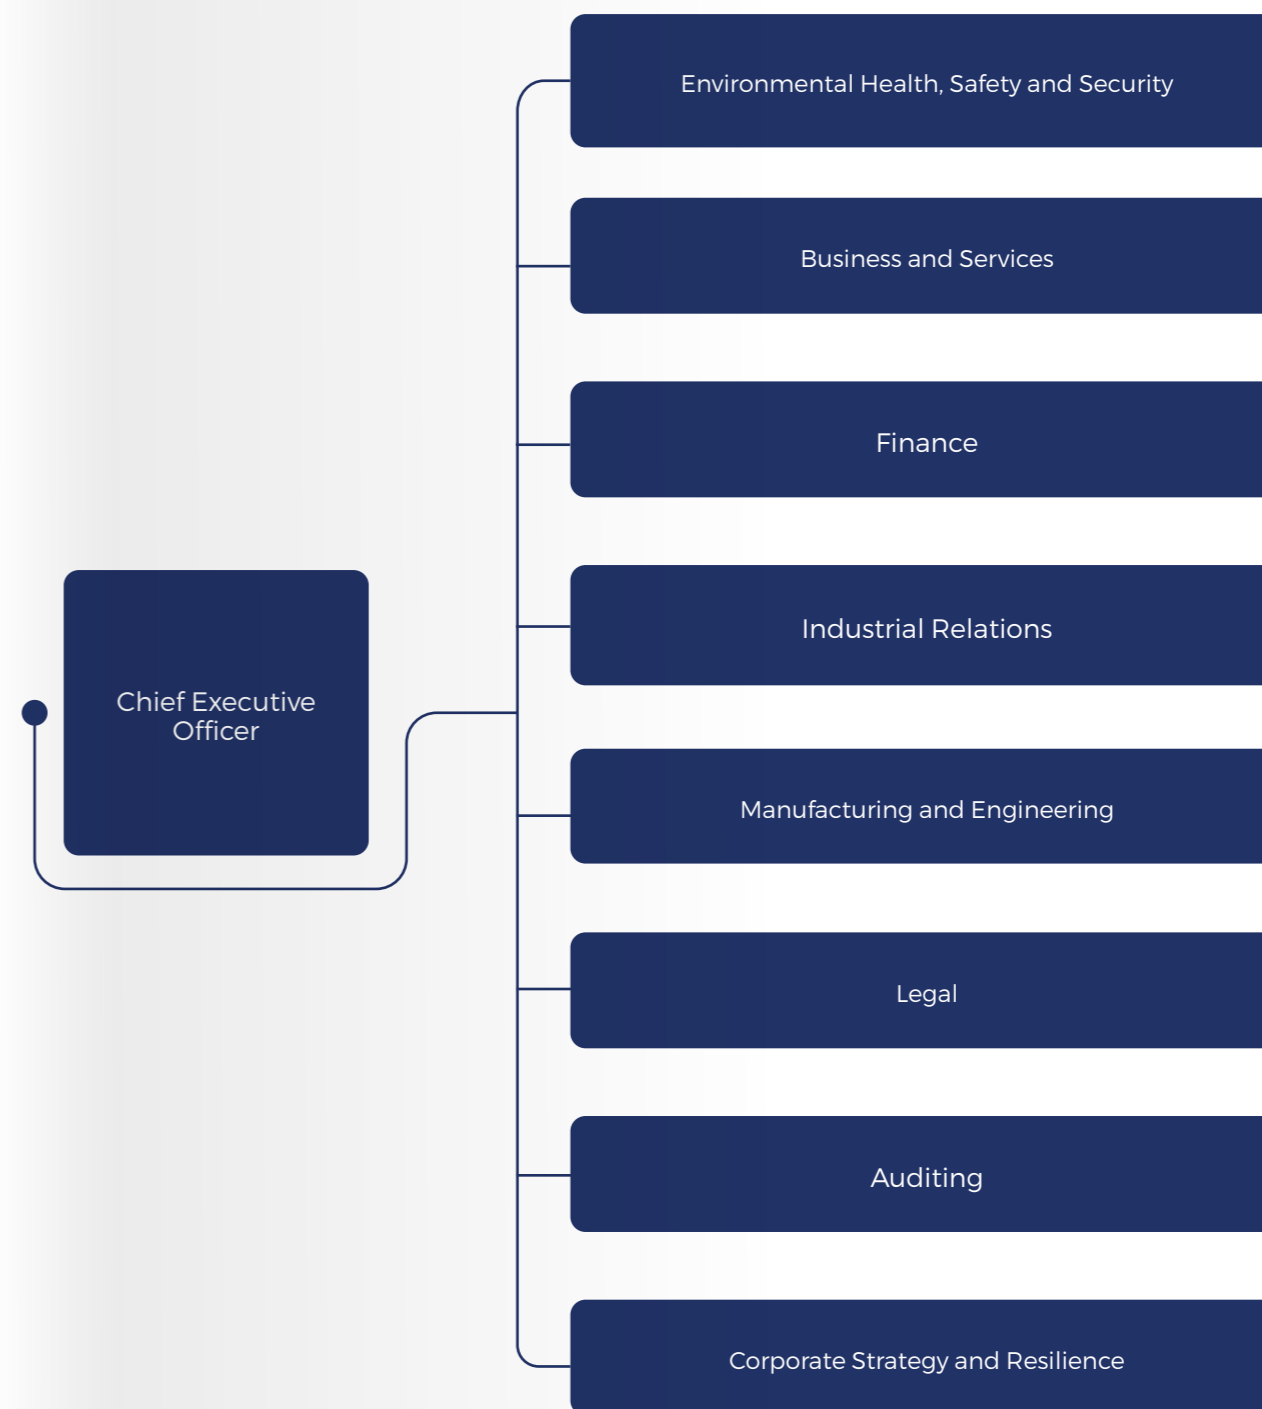 Environmental Health, Safety and Security
Business and Services
Finance
Industrial Relations
Chief Executive
Officer
Manufacturing and Engineering
Legal
Auditing
Corporate Strategy and Resilience